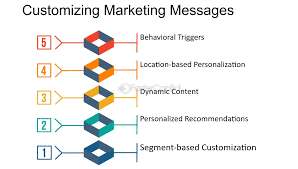 Customizing Marketing Messages
5
Behavioral Triggers
4
Location-based Personalization
3
Dynamic Content
2
Personalized Recommendations
1
Segment-based Customization